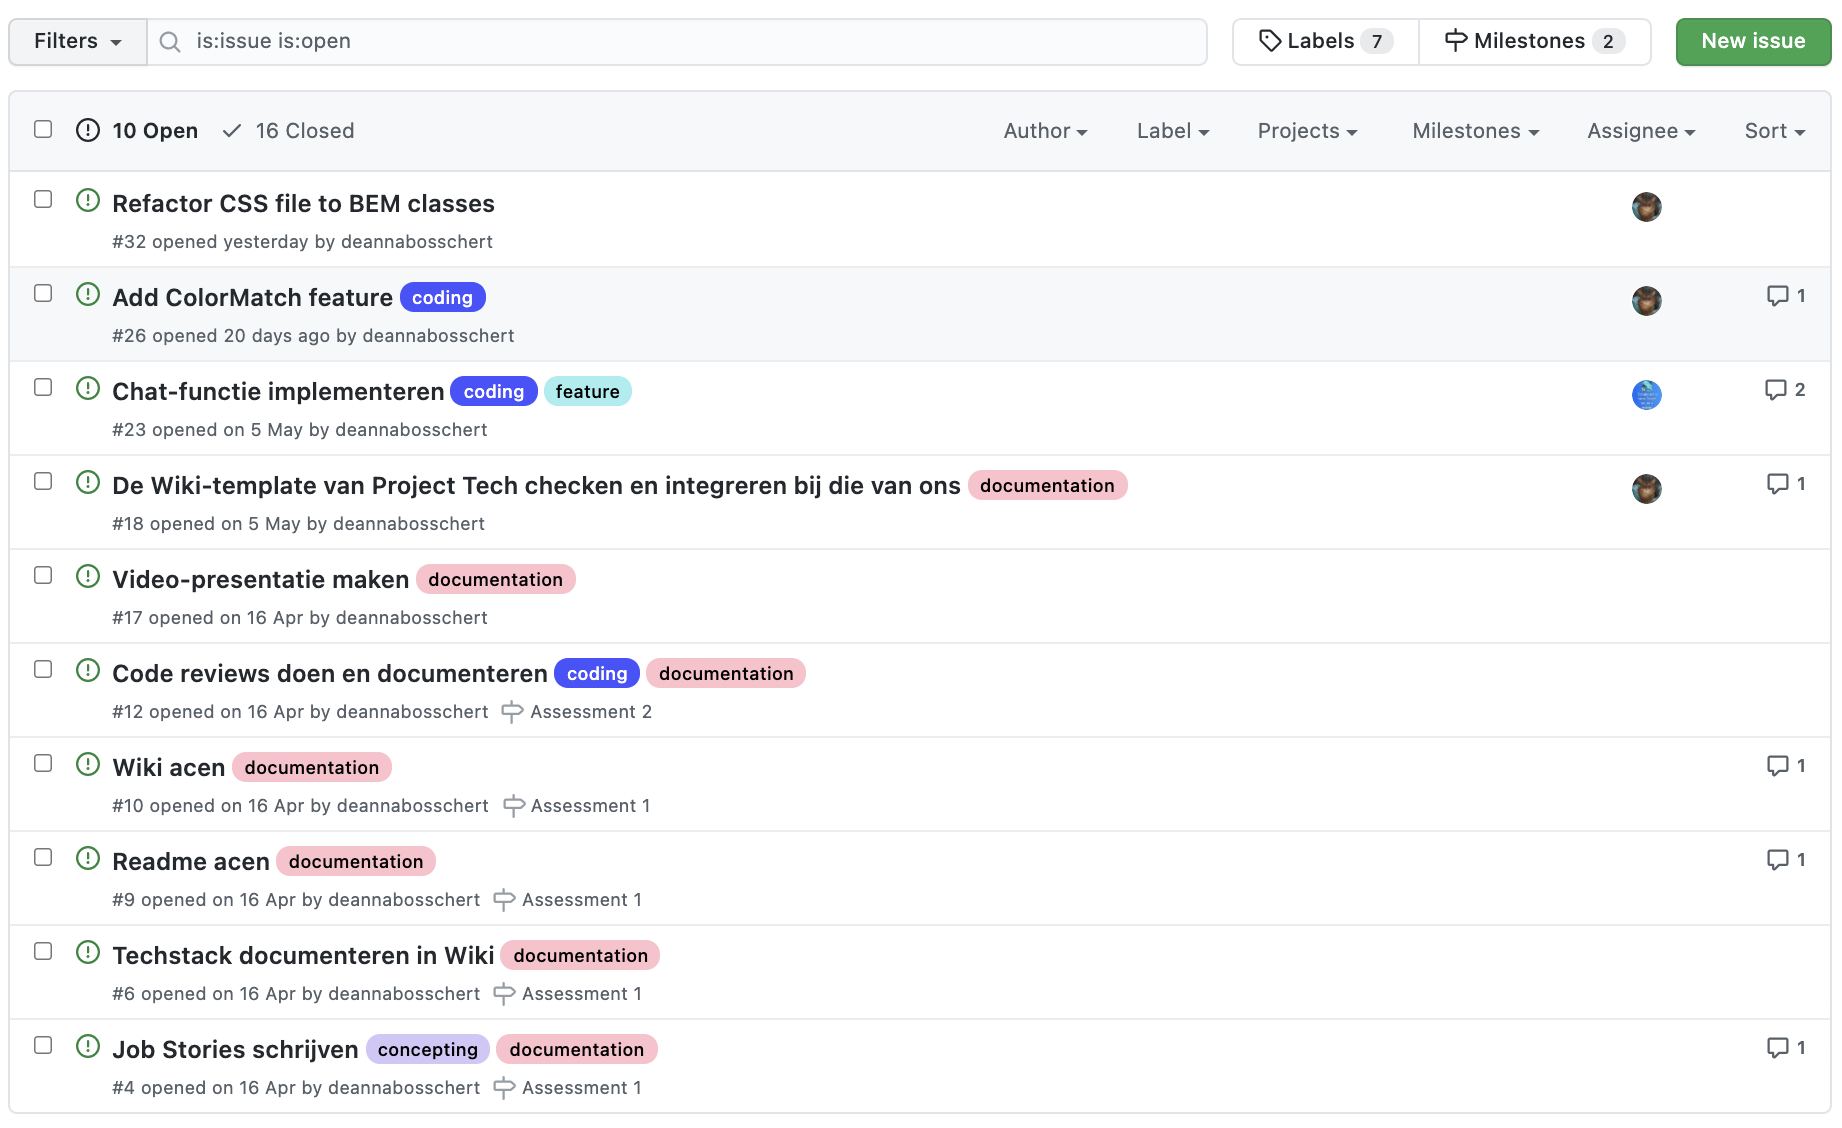 Filters is:issue is:open Labels 7 Milestones 2 New issue
10 Open 16 Closed Author Label Projects Milestones Assignee Sort
Refactor CSS file to BEM classes
#32 opened yesterday by deannabosschert
Add ColorMatch feature coding 1
#26 opened 20 days ago by deannabosschert
Chat-functie implementeren coding feature 2
#23 opened on 5 May by deannabosschert
De Wiki-template van Project Tech checken en integreren bij die van ons documentation 1
#18 opened on 5 May by deannabosschert
Video-presentatie maken documentation
#17 opened on 16 Apr by deannabosschert
Code reviews doen en documenteren coding documentation
#12 opened on 16 Apr by deannabosschert Assessment 2
Wiki acen documentation 1
#10 opened on 16 Apr by deannabosschert Assessment 1
Readme acen documentation 1
#9 opened on 16 Apr by deannabosschert Assessment 1
Techstack documenteren in Wiki documentation
#6 opened on 16 Apr by deannabosschert Assessment 1
Job Stories schrijven concepting documentation 1
#4 opened on 16 Apr by deannabosschert Assessment 1